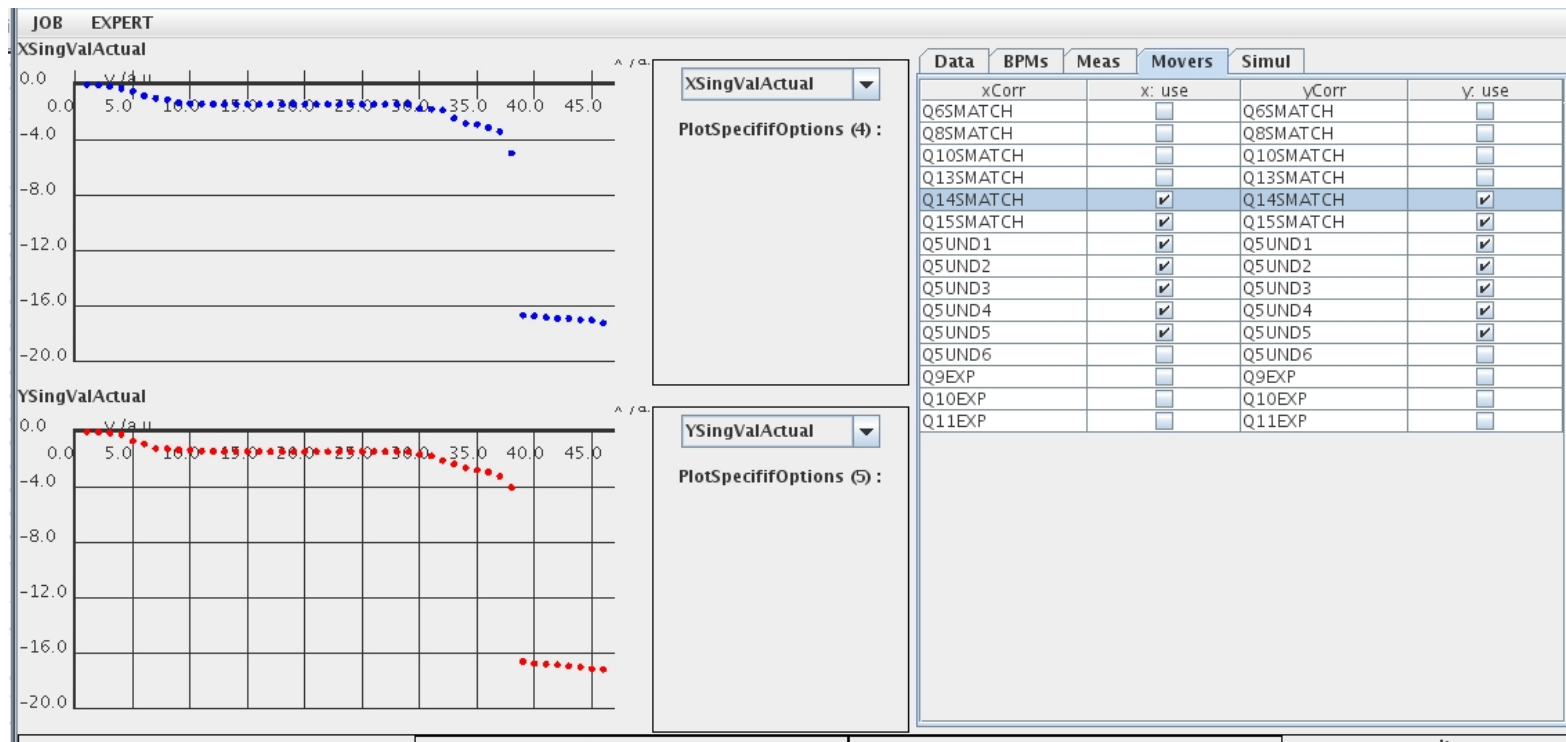 JOB EXPERT
XSingValActual
0.0
0.0 5.0 10.0 15.0 20.0 25.0 30.0 35.0 40.0 45.0
-4.0
-8.0
-12.0
-16.0
-20.0
XSingValActual
PlotSpecififOptions (4) :
YSingValActual
0.0
0.0 5.0 10.0 15.0 20.0 25.0 30.0 35.0 40.0 45.0
-4.0
-8.0
-12.0
-16.0
-20.0
YSingValActual
PlotSpecififOptions (5) :
Data BPMs Meas Movers Simul
xCorr x: use yCorr y: use
Q6SMATCH Q6SMATCH
Q8SMATCH Q8SMATCH
Q10SMATCH Q10SMATCH
Q13SMATCH Q13SMATCH
Q14SMATCH Q14SMATCH
Q15SMATCH Q15SMATCH
Q5UND1 Q5UND1
Q5UND2 Q5UND2
Q5UND3 Q5UND3
Q5UND4 Q5UND4
Q5UND5 Q5UND5
Q5UND6 Q5UND6
Q9EXP Q9EXP
Q10EXP Q10EXP
Q11EXP Q11EXP